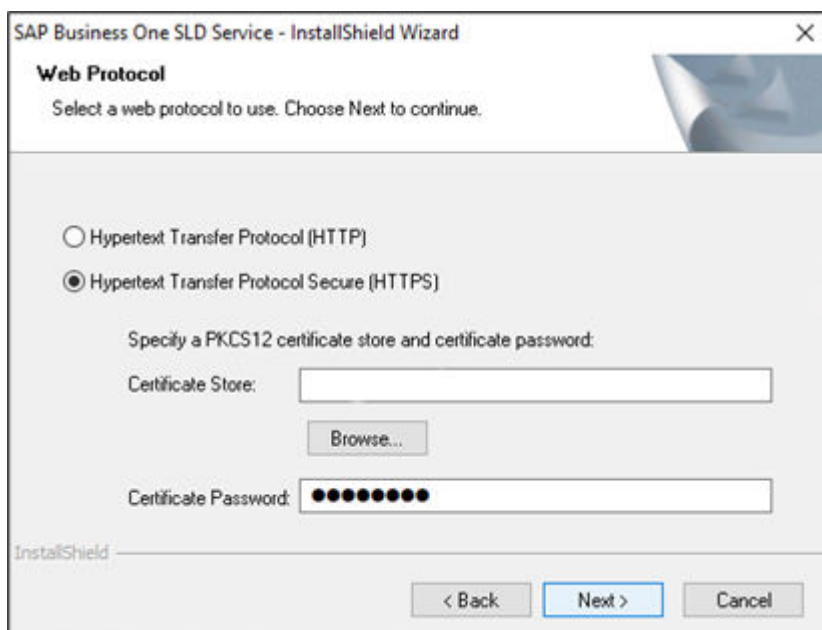 SAP Business One SLD Service - InstallShield Wizard
Web Protocol
Select a web protocol to use. Choose Next to continue.
Hypertext Transfer Protocol (HTTP)
Hypertext Transfer Protocol Secure (HTTPS)
Specify a PKCS12 certificate store and certificate password:
Certificate Store:
Browse...
Certificate Password: ●●●●●●●●
InstallShield
< Back Next > Cancel